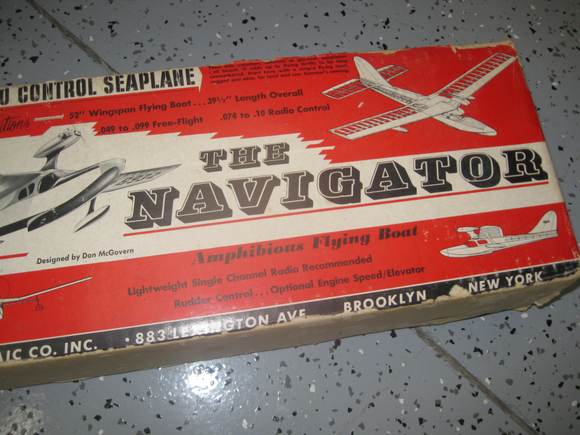 O CONTROL SEAPLANE
52" Wingspan Flying Boat . . . 39½" Length Overall
.049 to .099 Free-Flight .074 to .10 Radio Control
THE
NAVIGATOR
Designed by Don McGovern
Amphibious Flying Boat
Lightweight Single Channel Radio Recommended
Rudder Control . . . Optional Engine Speed/Elevator
IC CO. INC. • 883 LEXINGTON AVE. BROOKLYN NEW YORK